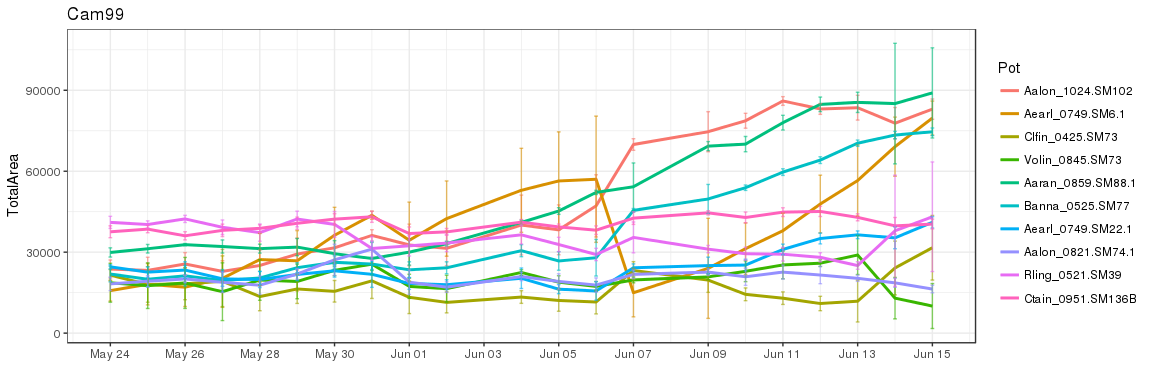 Cam99
TotalArea
90000
60000
30000
0
May 24 May 26 May 28 May 30 Jun 01 Jun 03 Jun 05 Jun 07 Jun 09 Jun 11 Jun 13 Jun 15
Pot
Aalon_1024.SM102
Aearl_0749.SM6.1
Clfin_0425.SM73
Volin_0845.SM73
Aaran_0859.SM88.1
Banna_0525.SM77
Aearl_0749.SM22.1
Aalon_0821.SM74.1
Rling_0521.SM39
Ctain_0951.SM136B